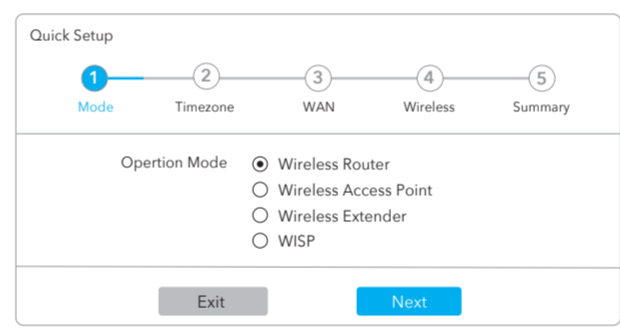 Quick Setup
1 2 3 4 5
Mode Timezone WAN Wireless Summary
Opertion Mode Wireless Router
Wireless Access Point
Wireless Extender
WISP
Exit Next